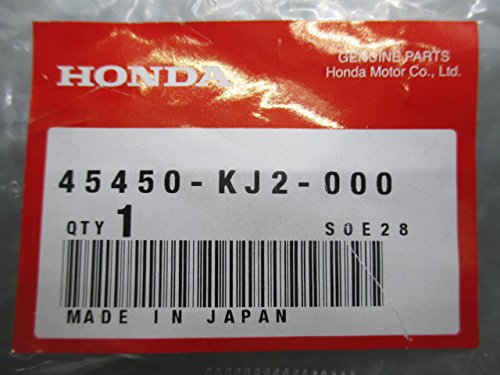 HONDA
GENUINE PARTS
Honda Motor Co., Ltd.
45450-KJ2-000
QTY 1 S0E28
MADE IN JAPAN